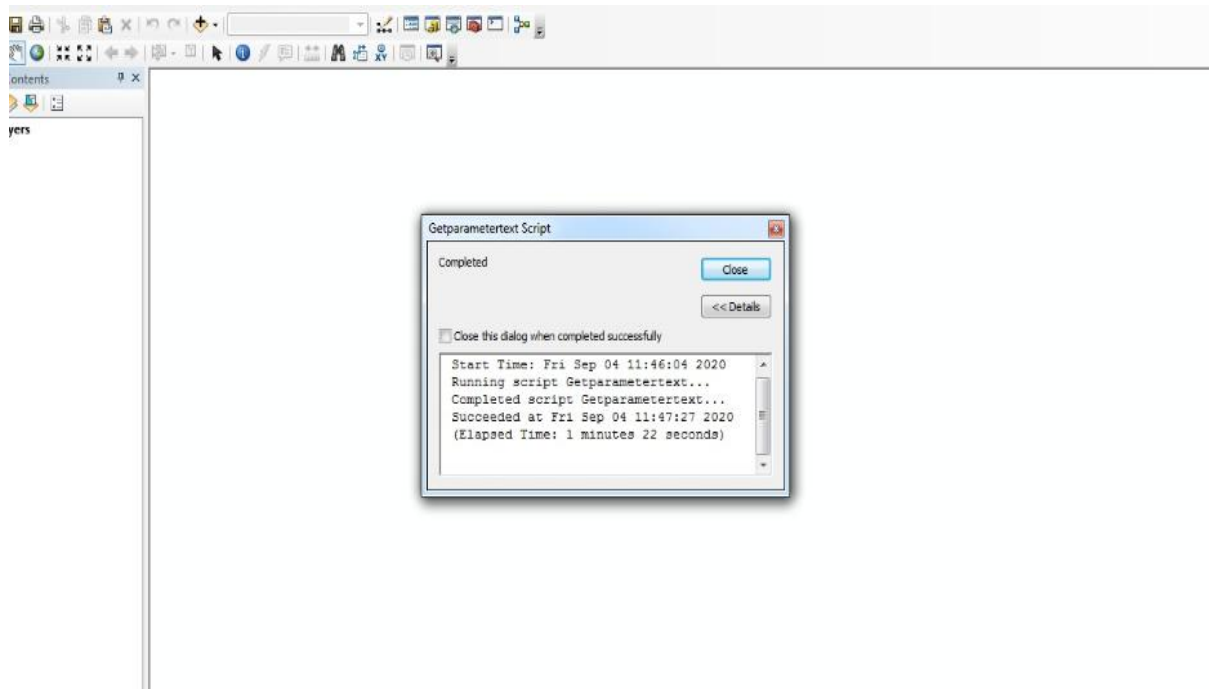 ontents
yers
Getparametertext Script
Completed
Close
<< Details
Close this dialog when completed successfully
Start Time: Fri Sep 04 11:46:04 2020
Running script Getparametertext...
Completed script Getparametertext...
Succeeded at Fri Sep 04 11:47:27 2020
(Elapsed Time: 1 minutes 22 seconds)